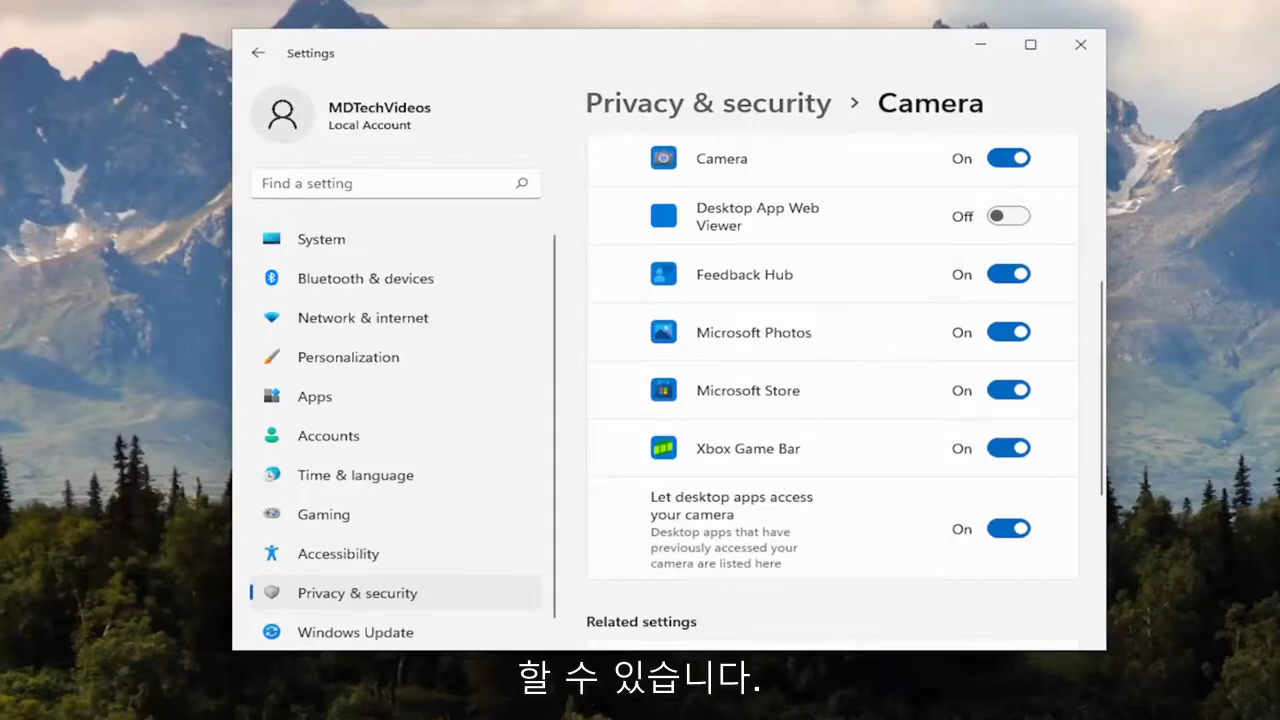 Settings
MDTechVideos
Local Account
Find a setting
System
Bluetooth & devices
Network & internet
Personalization
Apps
Accounts
Time & language
Gaming
Accessibility
Privacy & security
Windows Update
Privacy & security › Camera
Camera On
Desktop App Web
Viewer
Off
Feedback Hub On
Microsoft Photos On
Microsoft Store On
Xbox Game Bar On
Let desktop apps access
your camera
Desktop apps that have
previously accessed your
camera are listed here
On
Related settings
할 수 있습니다.